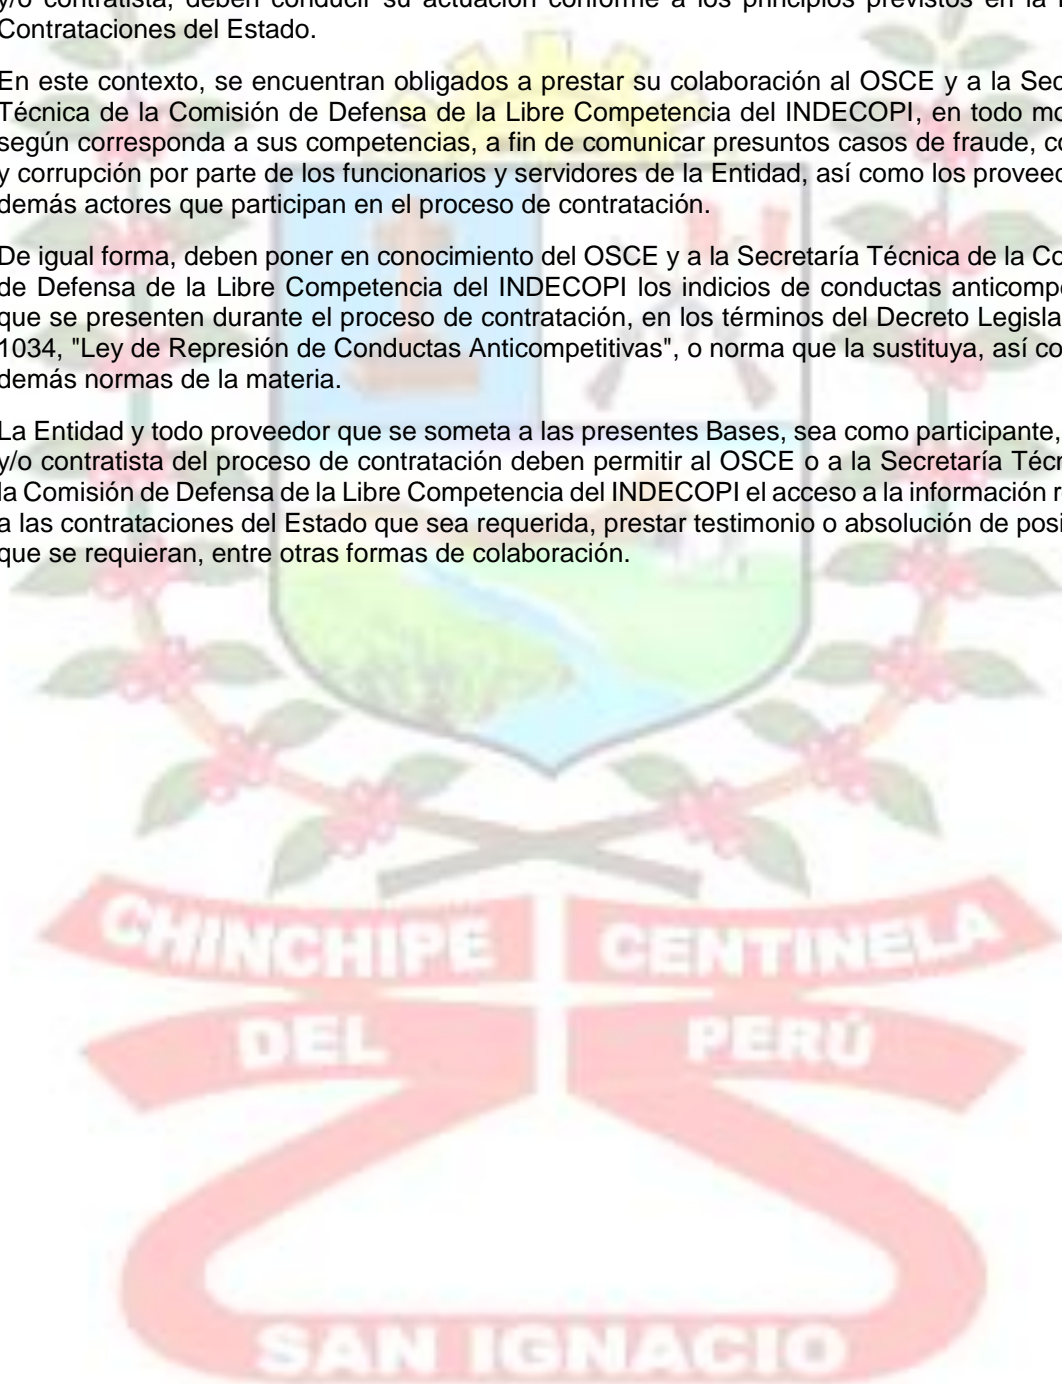 y/o contratista, deben conducir su actuación conforme a los principios previstos en la
Contrataciones del Estado.
En este contexto, se encuentran obligados a prestar su colaboración al OSCE y a la
Técnica de la Comisión de Defensa de la Libre Competencia del INDECOPI, en todo
según corresponda a sus competencias, a fin de comunicar presuntos casos de fraude,
y corrupción por parte de los funcionarios y servidores de la Entidad, así como los
demás actores que participan en el proceso de contratación.
De igual forma, deben poner en conocimiento del OSCE y a la Secretaría Técnica de la
de Defensa de la Libre Competencia del INDECOPI los indicios de conductas
que se presenten durante el proceso de contratación, en los términos del Decreto
1034, "Ley de Represión de Conductas Anticompetitivas", o norma que la sustituya, así
demás normas de la materia.
La Entidad y todo proveedor que se someta a las presentes Bases, sea como participante,
y/o contratista del proceso de contratación deben permitir al OSCE o a la Secretaría
la Comisión de Defensa de la Libre Competencia del INDECOPI el acceso a la información
a las contrataciones del Estado que sea requerida, prestar testimonio o absolución de
que se requieran, entre otras formas de colaboración.
CHINCHIPE CENTINELA
DEL PERÚ
SAN IGNACIO